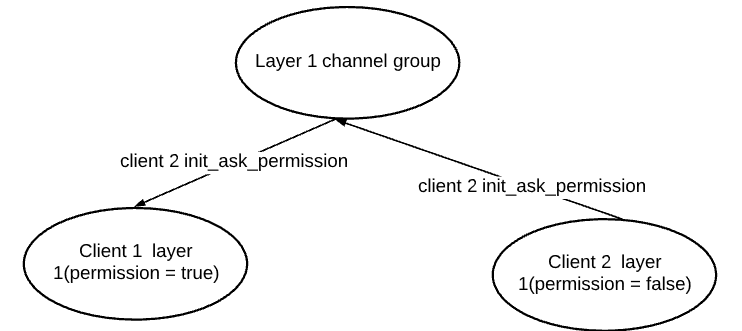 Layer 1 channel group
client 2 init_ask_permission
client 2 init_ask_permission
Client 1 layer
1(permission = true)
Client 2 layer
1(permission = false)